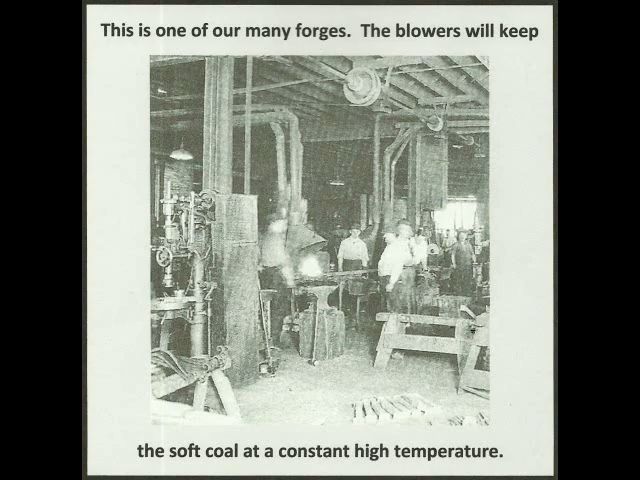 This is one of our many forges.  The blowers will keep
the soft coal at a constant high temperature.